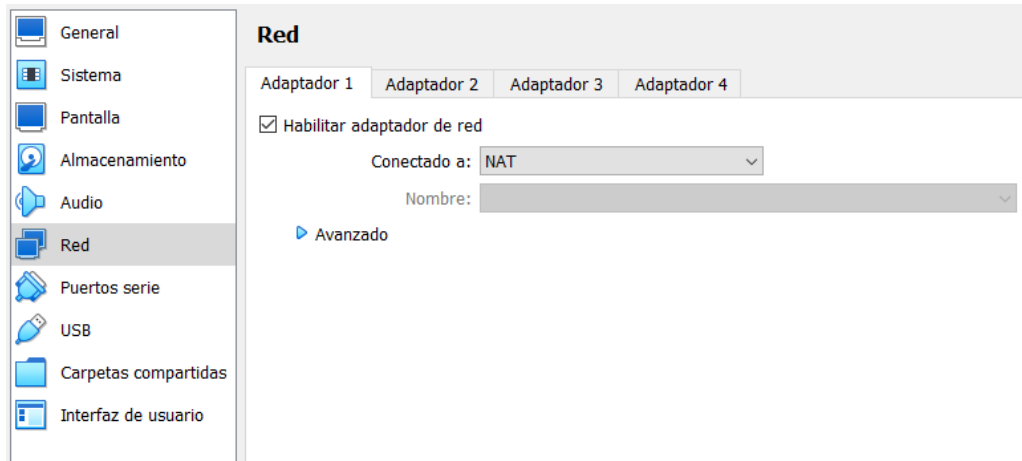 General
Sistema
Pantalla
Almacenamiento
Audio
Red
Puertos serie
USB
Carpetas compartidas
Interfaz de usuario
Red
Adaptador 1 Adaptador 2 Adaptador 3 Adaptador 4
Habilitar adaptador de red
Conectado a: NAT
Nombre:
Avanzado